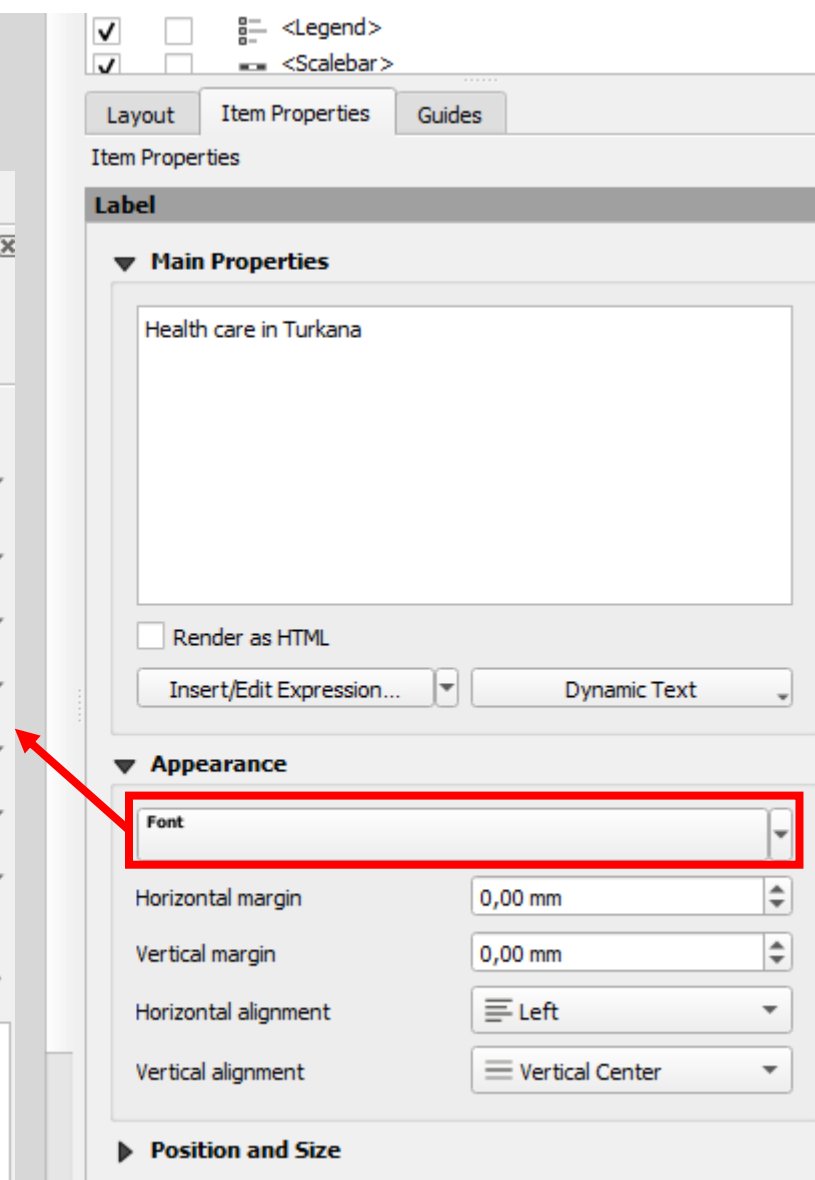 <Legend>
<Scalebar>
Layout Item Properties Guides
Item Properties
Label
Main Properties
Health care in Turkana
Render as HTML
Insert/Edit Expression... Dynamic Text
Appearance
Font
Horizontal margin 0,00 mm
Vertical margin 0,00 mm
Horizontal alignment Left
Vertical alignment Vertical Center
Position and Size